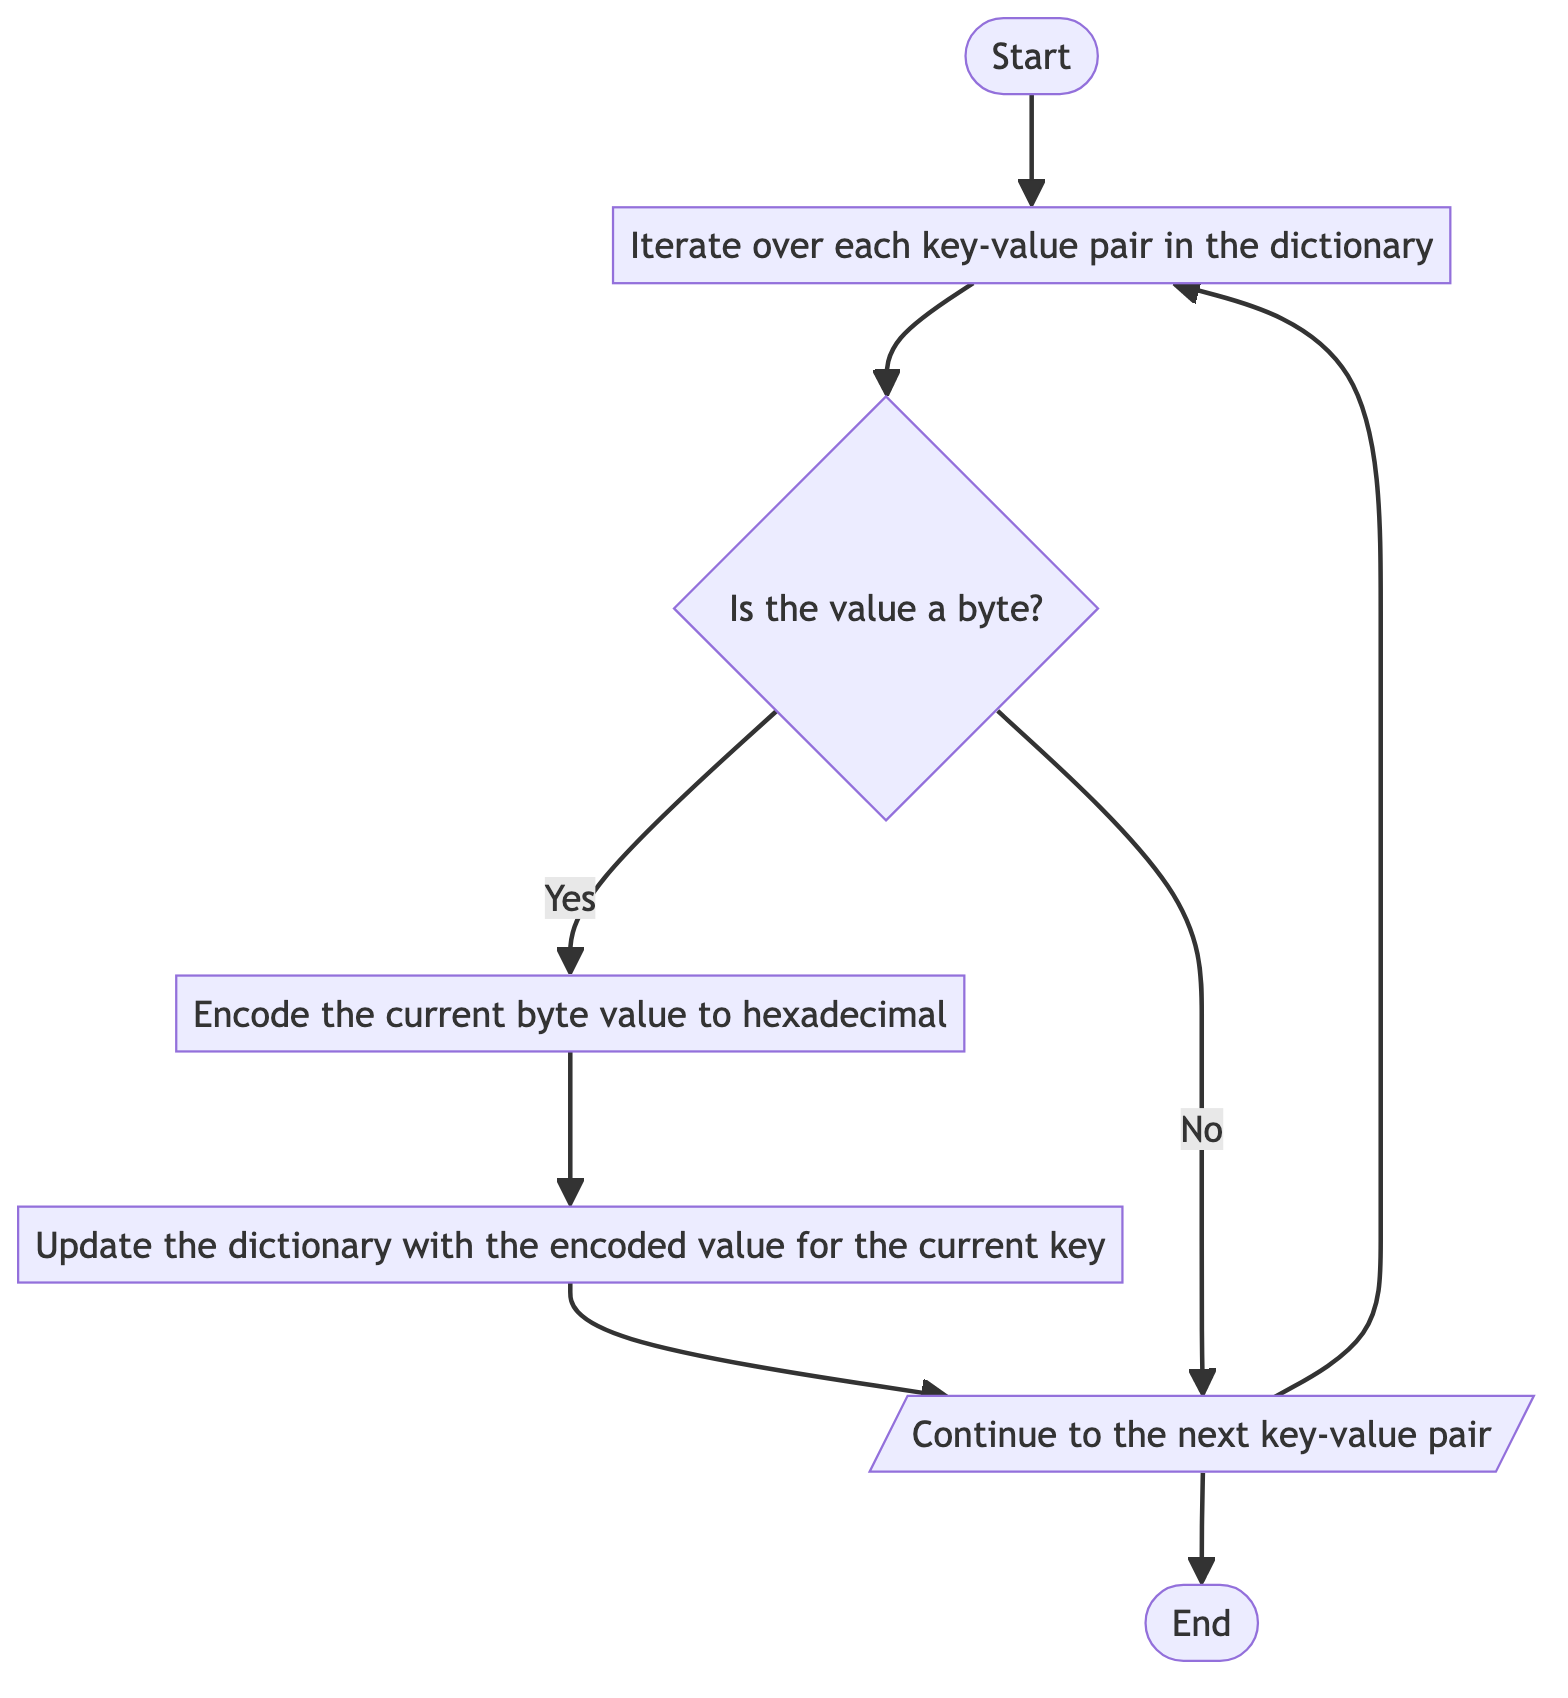 Start
Iterate over each key-value pair in the dictionary
Is the value a byte?
Yes
Encode the current byte value to hexadecimal
No
Update the dictionary with the encoded value for the current key
Continue to the next key-value pair
End